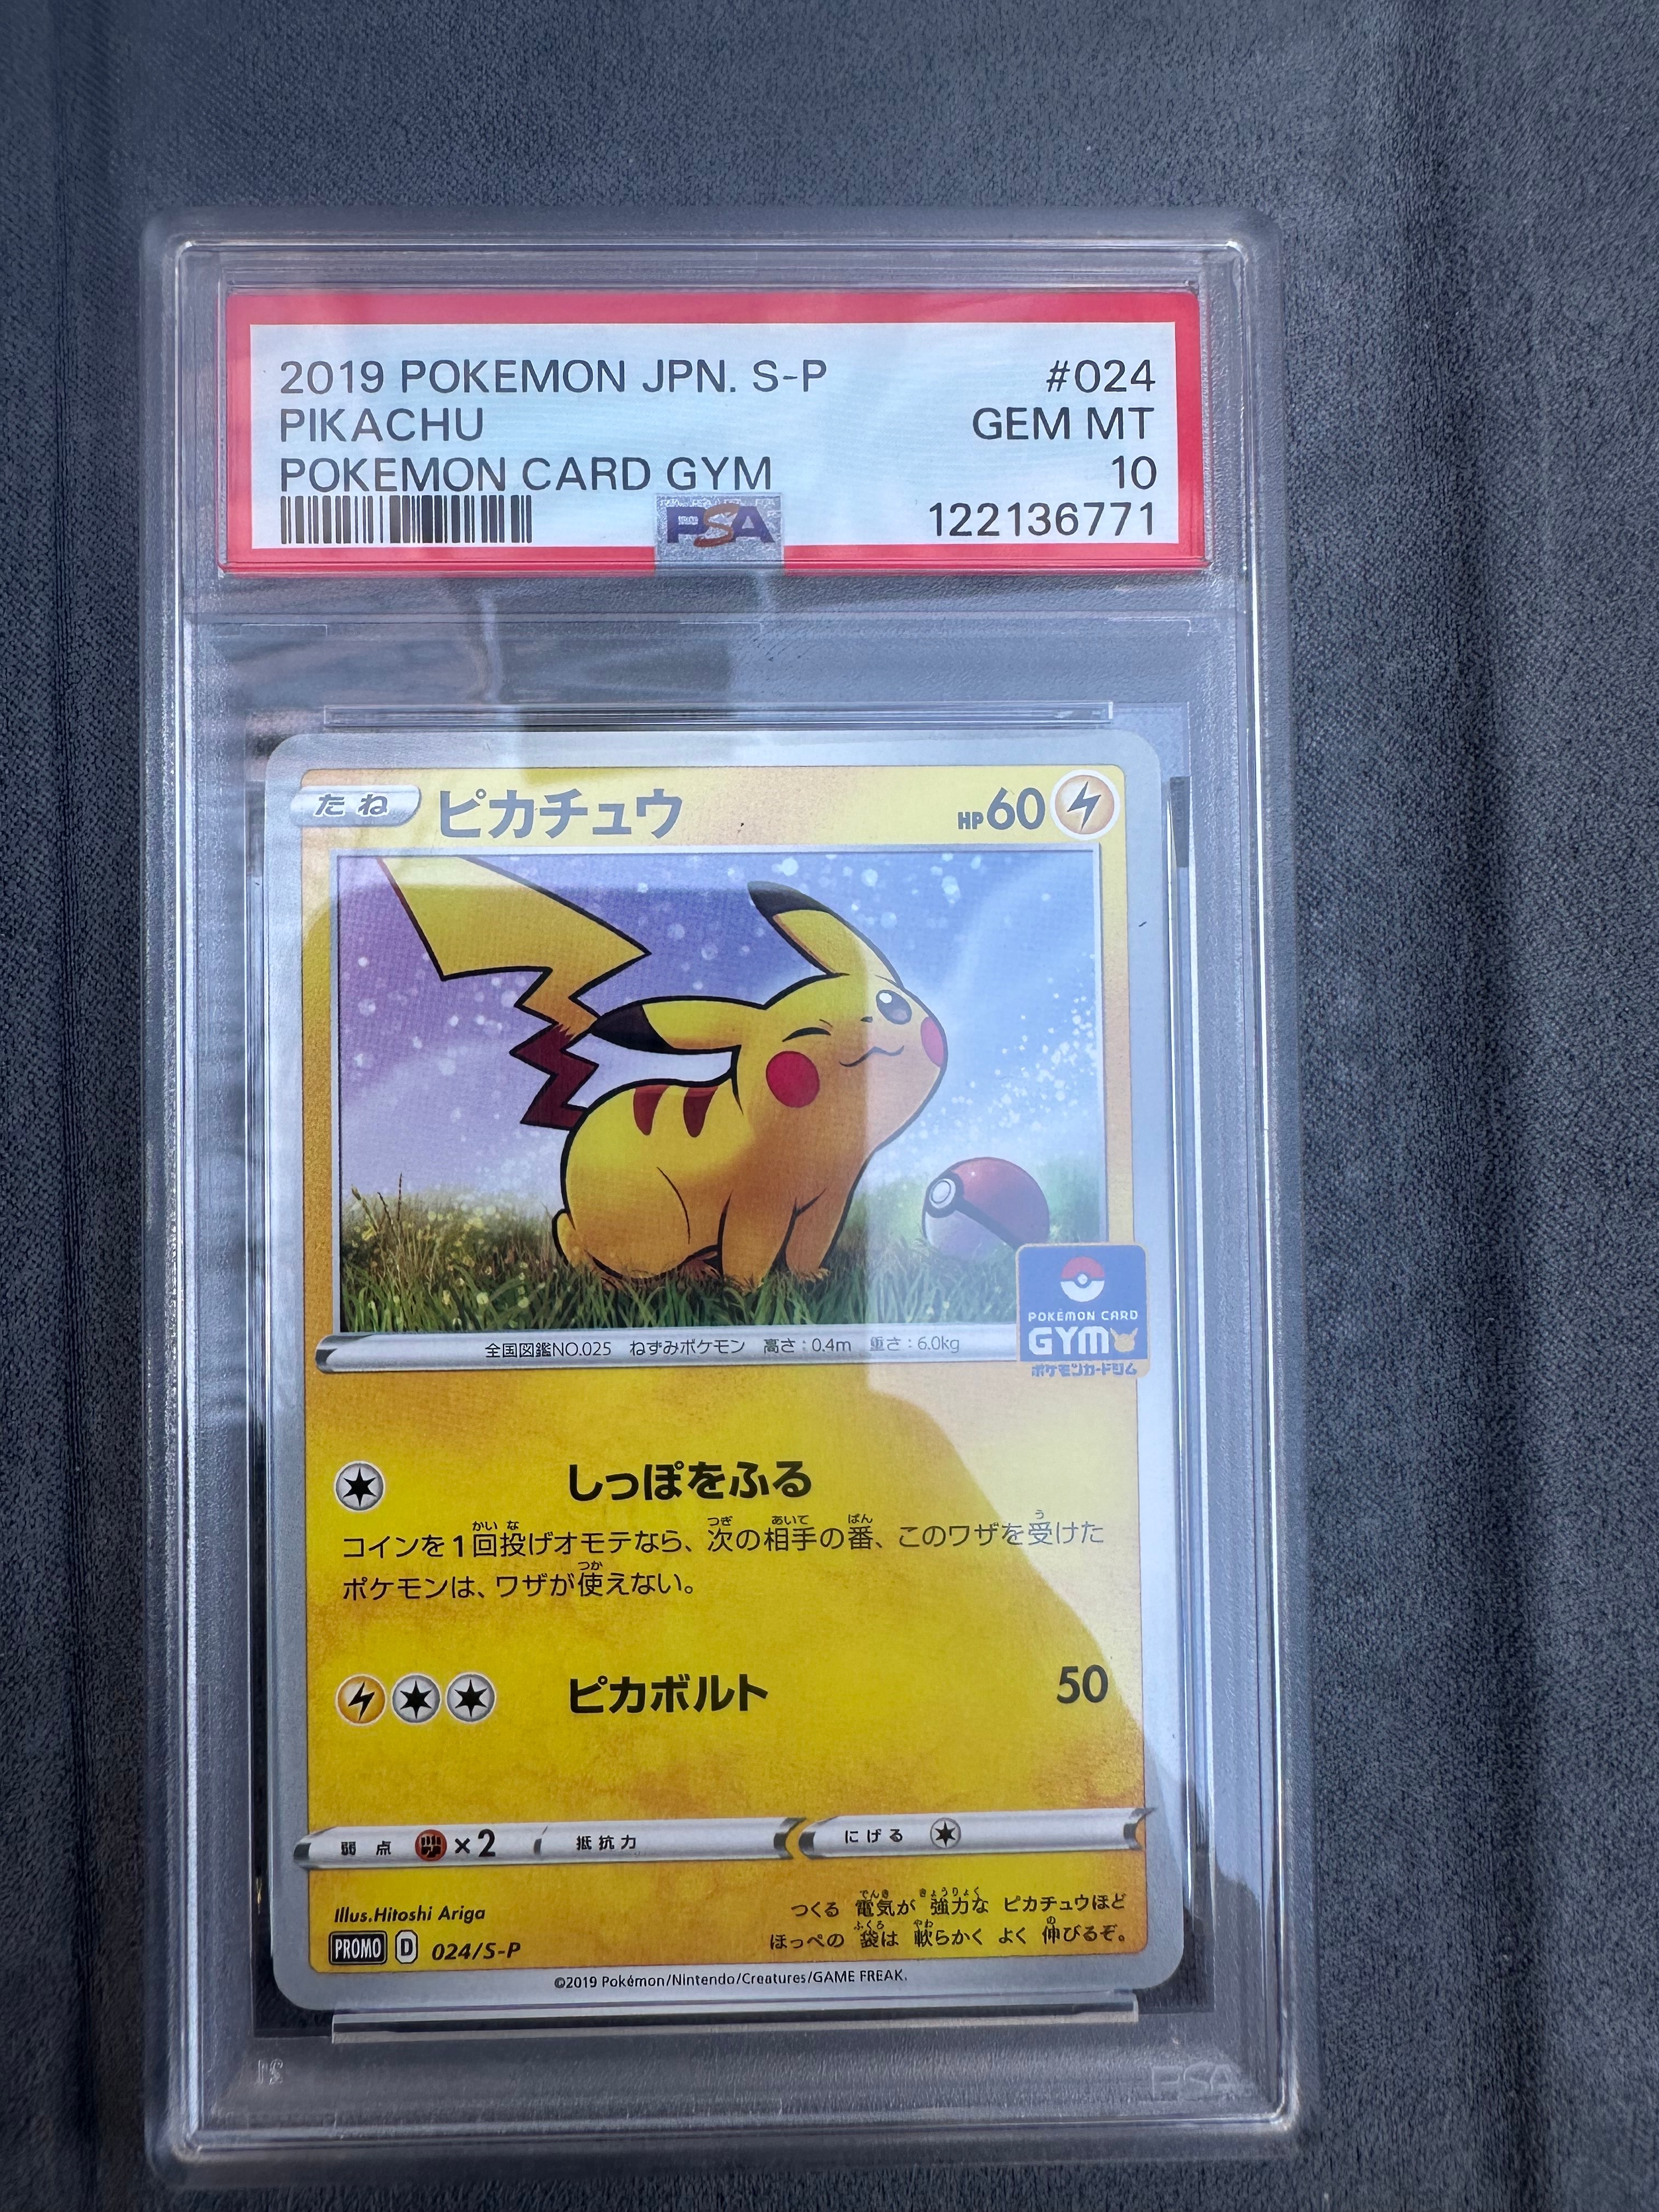 2019 POKEMON JPN. S-P #024
PIKACHU GEM MT
POKEMON CARD GYM 10
PSA 122136771
たね ピカチュウ HP60
全国図鑑NO.025 ねずみポケモン 高さ:0.4m 重さ:6.0kg
POKÉMON CARD
GYM
ポケモンカードジム
しっぽをふる
コインを1回投げオモテなら、次の相手の番、このワザを受けた
ポケモンは、ワザが使えない。
ピカボルト 50
弱点 ×2 抵抗力 にげる
Illus.Hitoshi Ariga
PROMO D 024/S-P
つくる 電気が 強力な ピカチュウほど
ほっぺの 袋は 軟らかく よく 伸びるぞ。
©2019 Pokémon/Nintendo/Creatures/GAME FREAK.
PSA